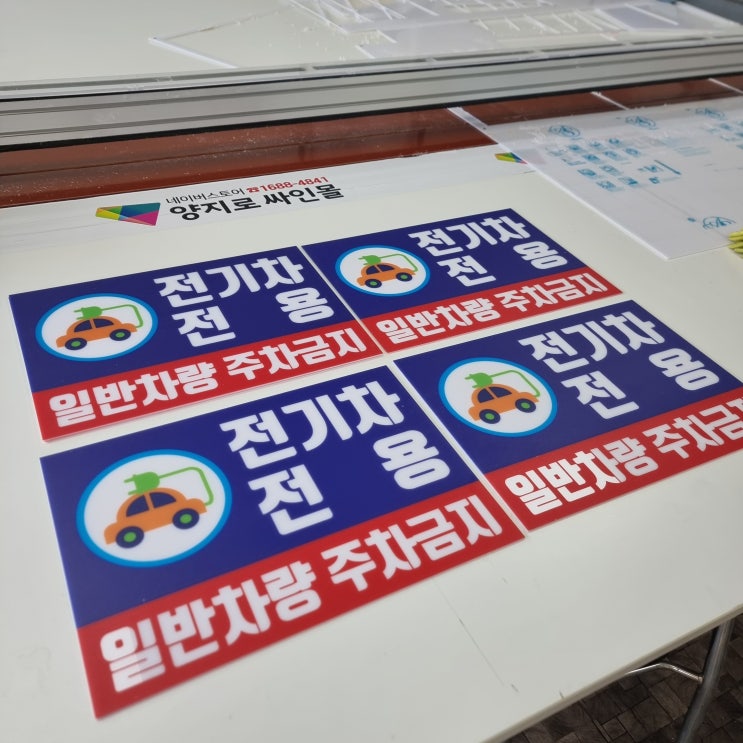 네이버스토어 ☎1688-4841
양지로 싸인몰
전기차
전 용
일반차량 주차금지
전기차
전 용
일반차량 주차금지
전기차
전 용
일반차량 주차금지
전기차
전 용
일반차량 주차금지